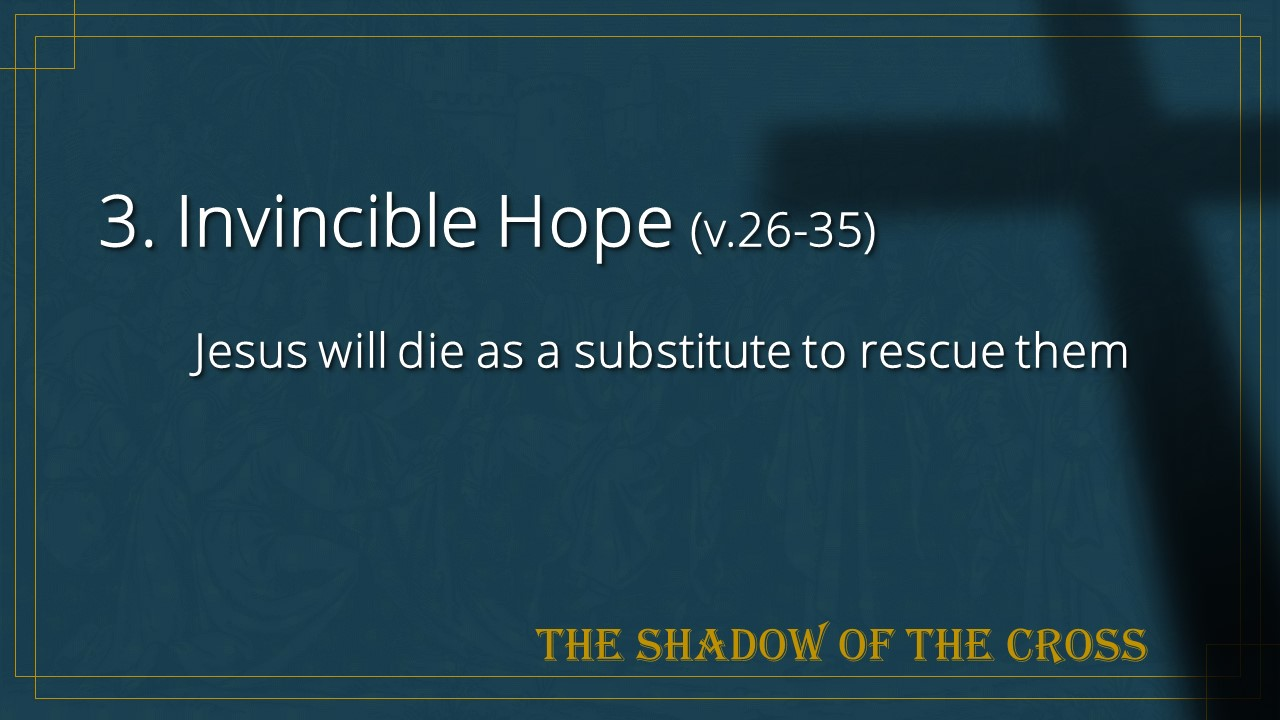 3. Invincible Hope (v.26-35)
Jesus will die as a substitute to rescue them
THE SHADOW OF THE CROSS